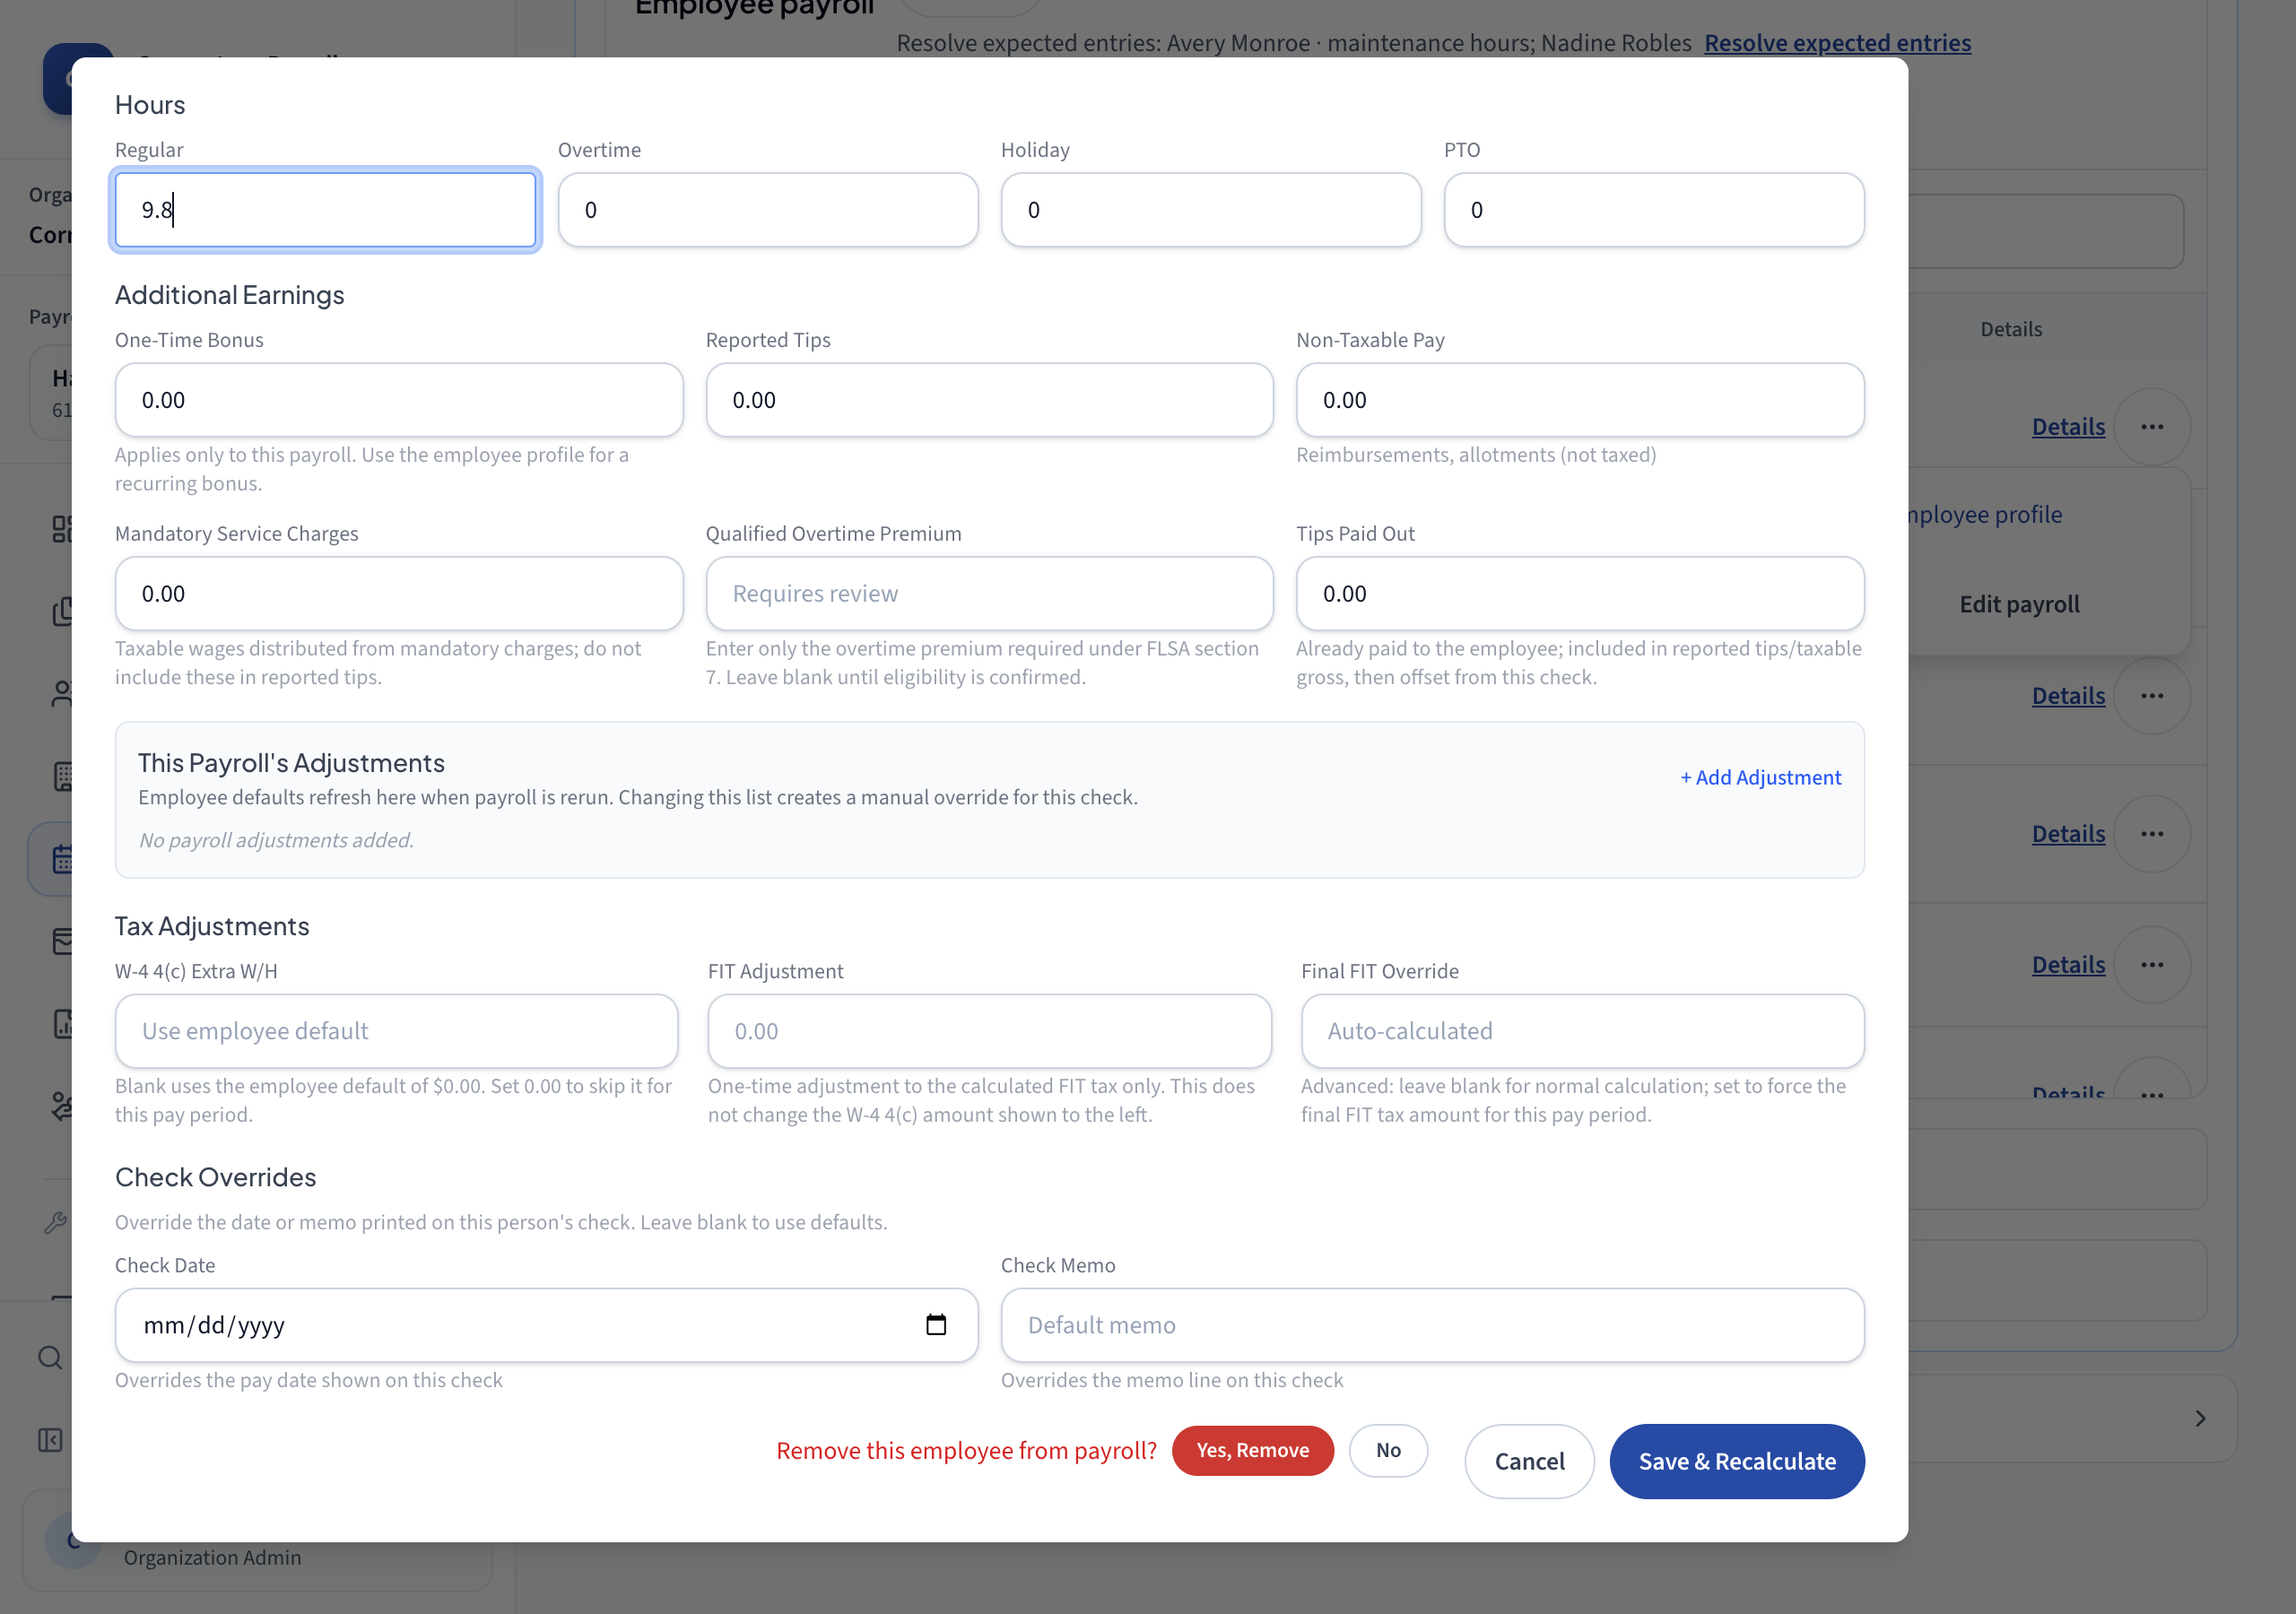 Employee payroll
Resolve expected entries: Avery Monroe · maintenance hours; Nadine Robles Resolve expected entries
Hours
Regular Overtime Holiday PTO
9.8 0 0 0
Additional Earnings
One-Time Bonus Reported Tips Non-Taxable Pay
0.00 0.00 0.00
Applies only to this payroll. Use the employee profile for a Reimbursements, allotments (not taxed)
recurring bonus.
Mandatory Service Charges Qualified Overtime Premium Tips Paid Out
0.00 Requires review 0.00
Taxable wages distributed from mandatory charges; do not Enter only the overtime premium required under FLSA section Already paid to the employee; included in reported tips/taxable
include these in reported tips. 7. Leave blank until eligibility is confirmed. gross, then offset from this check.
This Payroll's Adjustments
+ Add Adjustment
Employee defaults refresh here when payroll is rerun. Changing this list creates a manual override for this check.
No payroll adjustments added.
Tax Adjustments
W-4 4(c) Extra W/H FIT Adjustment Final FIT Override
Use employee default 0.00 Auto-calculated
Blank uses the employee default of $0.00. Set 0.00 to skip it for One-time adjustment to the calculated FIT tax only. This does Advanced: leave blank for normal calculation; set to force the
this pay period. not change the W-4 4(c) amount shown to the left. final FIT tax amount for this pay period.
Check Overrides
Override the date or memo printed on this person's check. Leave blank to use defaults.
Check Date Check Memo
mm/dd/yyyy Default memo
Overrides the pay date shown on this check Overrides the memo line on this check
Remove this employee from payroll? Yes, Remove No Cancel Save & Recalculate
Details
Details
profile
Edit payroll
Details
Details
Details
Details
61
C
Organization Admin